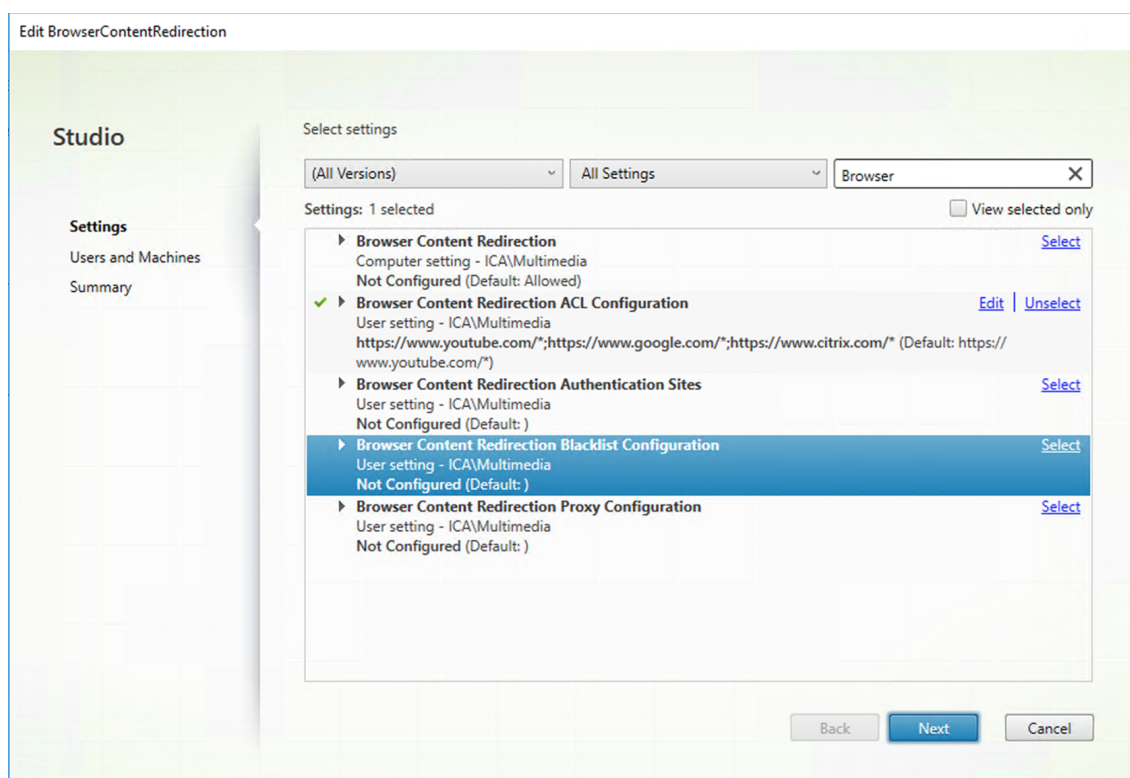 Edit BrowserContentRedirection
Studio
Settings
Users and Machines
Summary
Select settings
(All Versions)
All Settings
Browser
Settings: 1 selected
View selected only
Browser Content Redirection
Select
Computer setting - ICA\Multimedia
Not Configured (Default: Allowed)
Browser Content Redirection ACL Configuration
Edit | Unselect
User setting - ICA\Multimedia
https://www.youtube.com/*;https://www.google.com/*;https://www.citrix.com/* (Default: https://
www.youtube.com/*)
Browser Content Redirection Authentication Sites
Select
User setting - ICA\Multimedia
Not Configured (Default: )
Browser Content Redirection Blacklist Configuration
Select
User setting - ICA\Multimedia
Not Configured (Default: )
Browser Content Redirection Proxy Configuration
Select
User setting - ICA\Multimedia
Not Configured (Default: )
Back
Next
Cancel